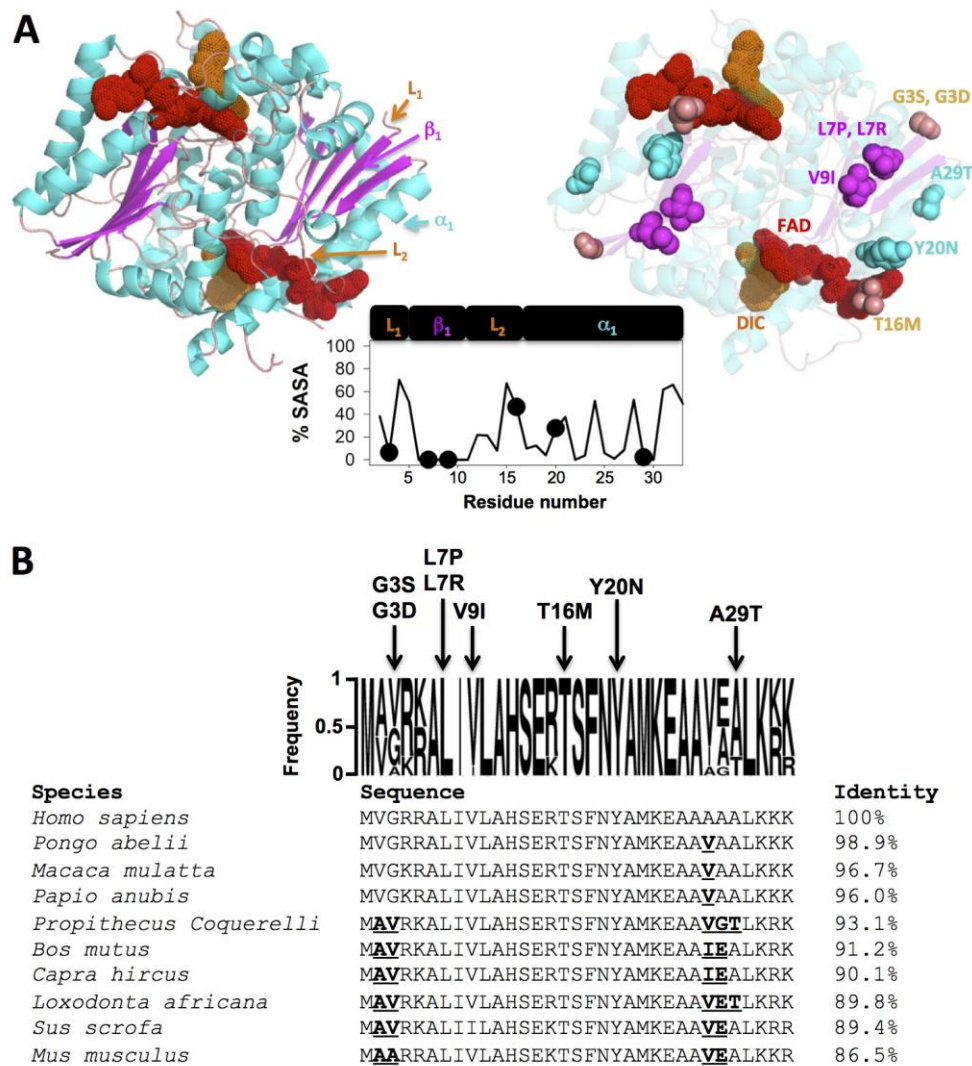 A
L₁
β₁
α₁
L₂
G3S, G3D
L7P, L7R
V9I
A29T
FAD
Y20N
DIC
T16M
L₁ β₁ L₂ α₁
% SASA
100
80
60
40
20
0
5 10 15 20 25 30
Residue number
B
L7P
G3S L7R Y20N
G3D V9I T16M A29T
Frequency
1
0.5
0
MAVRKALIVLAHSERTSFNYAMKEAAVEALKKK
Species Sequence Identity
Homo sapiens MVGRRALIVLAHSERTSFNYAMKEAAAAALKKK 100%
Pongo abelii MVGRRALIVLAHSERTSFNYAMKEAAVAALKKK 98.9%
Macaca mulatta MVGKRALIVLAHSERTSFNYAMKEAAVAALKKK 96.7%
Papio anubis MVGKRALIVLAHSERTSFNYAMKEAAVAALKKK 96.0%
Propithecus Coquerelli MAVRKALIVLAHSERTSFNYAMKEAAVGTLKKK 93.1%
Bos mutus MAVRKALIVLAHSERTSFNYAMKEAAIEALKRK 91.2%
Capra hircus MAVRKALIVLAHSERTSFNYAMKEAAIEALKRK 90.1%
Loxodonta africana MAVRKALIVLAHSERTSFNYAMKEAAVETLKRK 89.8%
Sus scrofa MAVRKALIILAHSEKTSFNYAMKEAAVEALKRR 89.4%
Mus musculus MAARRALIVLAHSEKTSFNYAMKEAAVEALKKR 86.5%